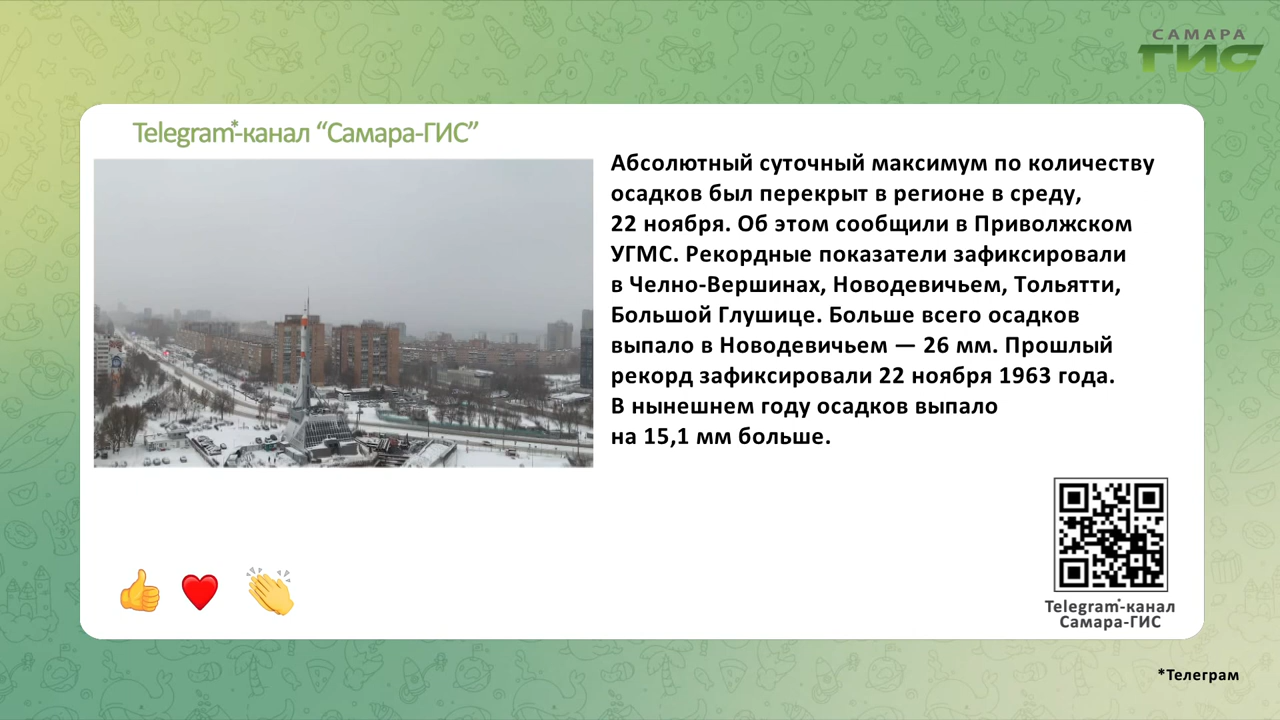 САМАРА
ГИС
Telegram*-канал “Самара-ГИС”
Абсолютный суточный максимум по количеству
осадков был перекрыт в регионе в среду,
22 ноября. Об этом сообщили в Приволжском
УГМС. Рекордные показатели зафиксировали
в Челно-Вершинах, Новодевичьем, Тольятти,
Большой Глушице. Больше всего осадков
выпало в Новодевичьем — 26 мм. Прошлый
рекорд зафиксировали 22 ноября 1963 года.
В нынешнем году осадков выпало
на 15,1 мм больше.
Telegram*-канал
Самара-ГИС
*Телеграм